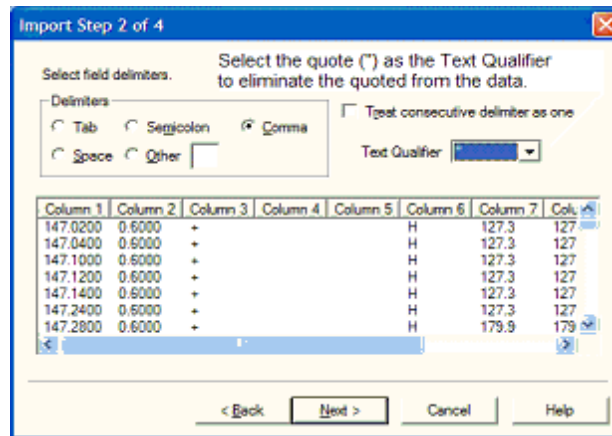 Import Step 2 of 4
Select field delimiters.
Select the quote (") as the Text Qualifier
to eliminate the quoted from the data.
Delimiters
Tab Semicolon Comma
Space Other
Treat consecutive delimiter as one
Text Qualifier
Column 1 Column 2 Column 3 Column 4 Column 5 Column 6 Column 7 Colu
147.0200 0.6000 + H 127.3 127
147.0400 0.6000 + H 127.3 127
147.1000 0.6000 + H 127.3 127
147.1200 0.6000 + H 127.3 127
147.1400 0.6000 + H 127.3 127
147.2400 0.6000 + H 127.3 127
147.2800 0.6000 + H 179.9 179
< Back Next > Cancel Help